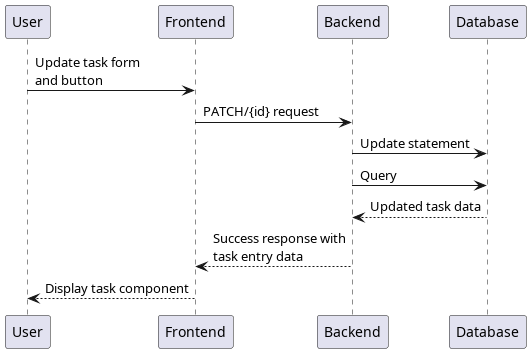 User Frontend Backend Database
Update task form
and button
PATCH/{id} request
Update statement
Query
Updated task data
Success response with
task entry data
Display task component
User Frontend Backend Database